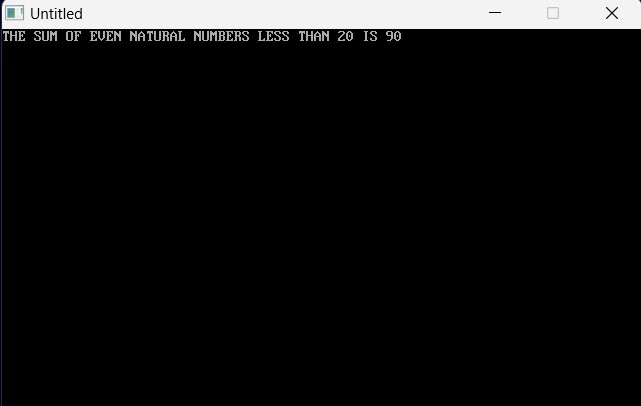 Untitled
THE SUM OF EVEN NATURAL NUMBERS LESS THAN 20 IS 90